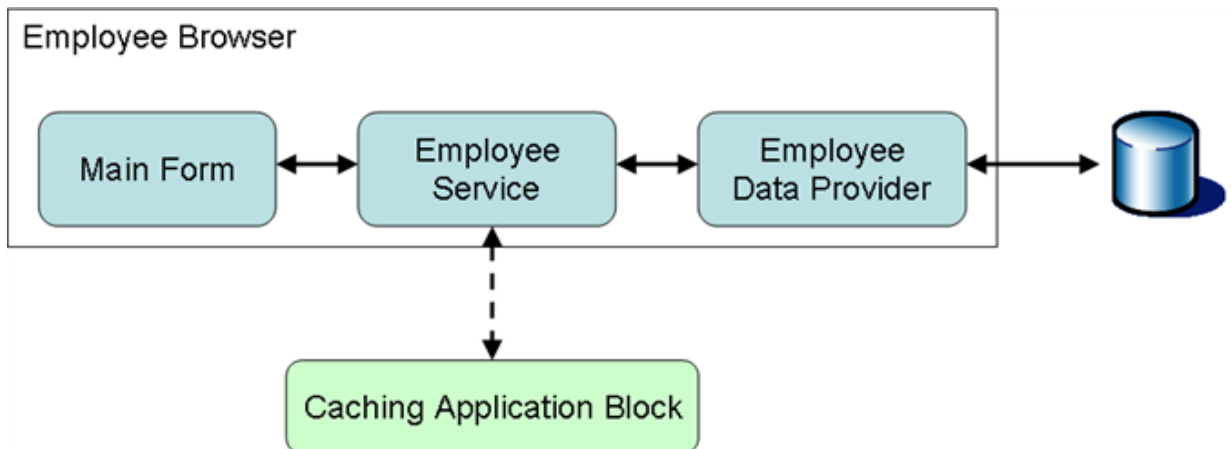 Employee Browser
Main Form
Employee
Service
Employee
Data Provider
Caching Application Block